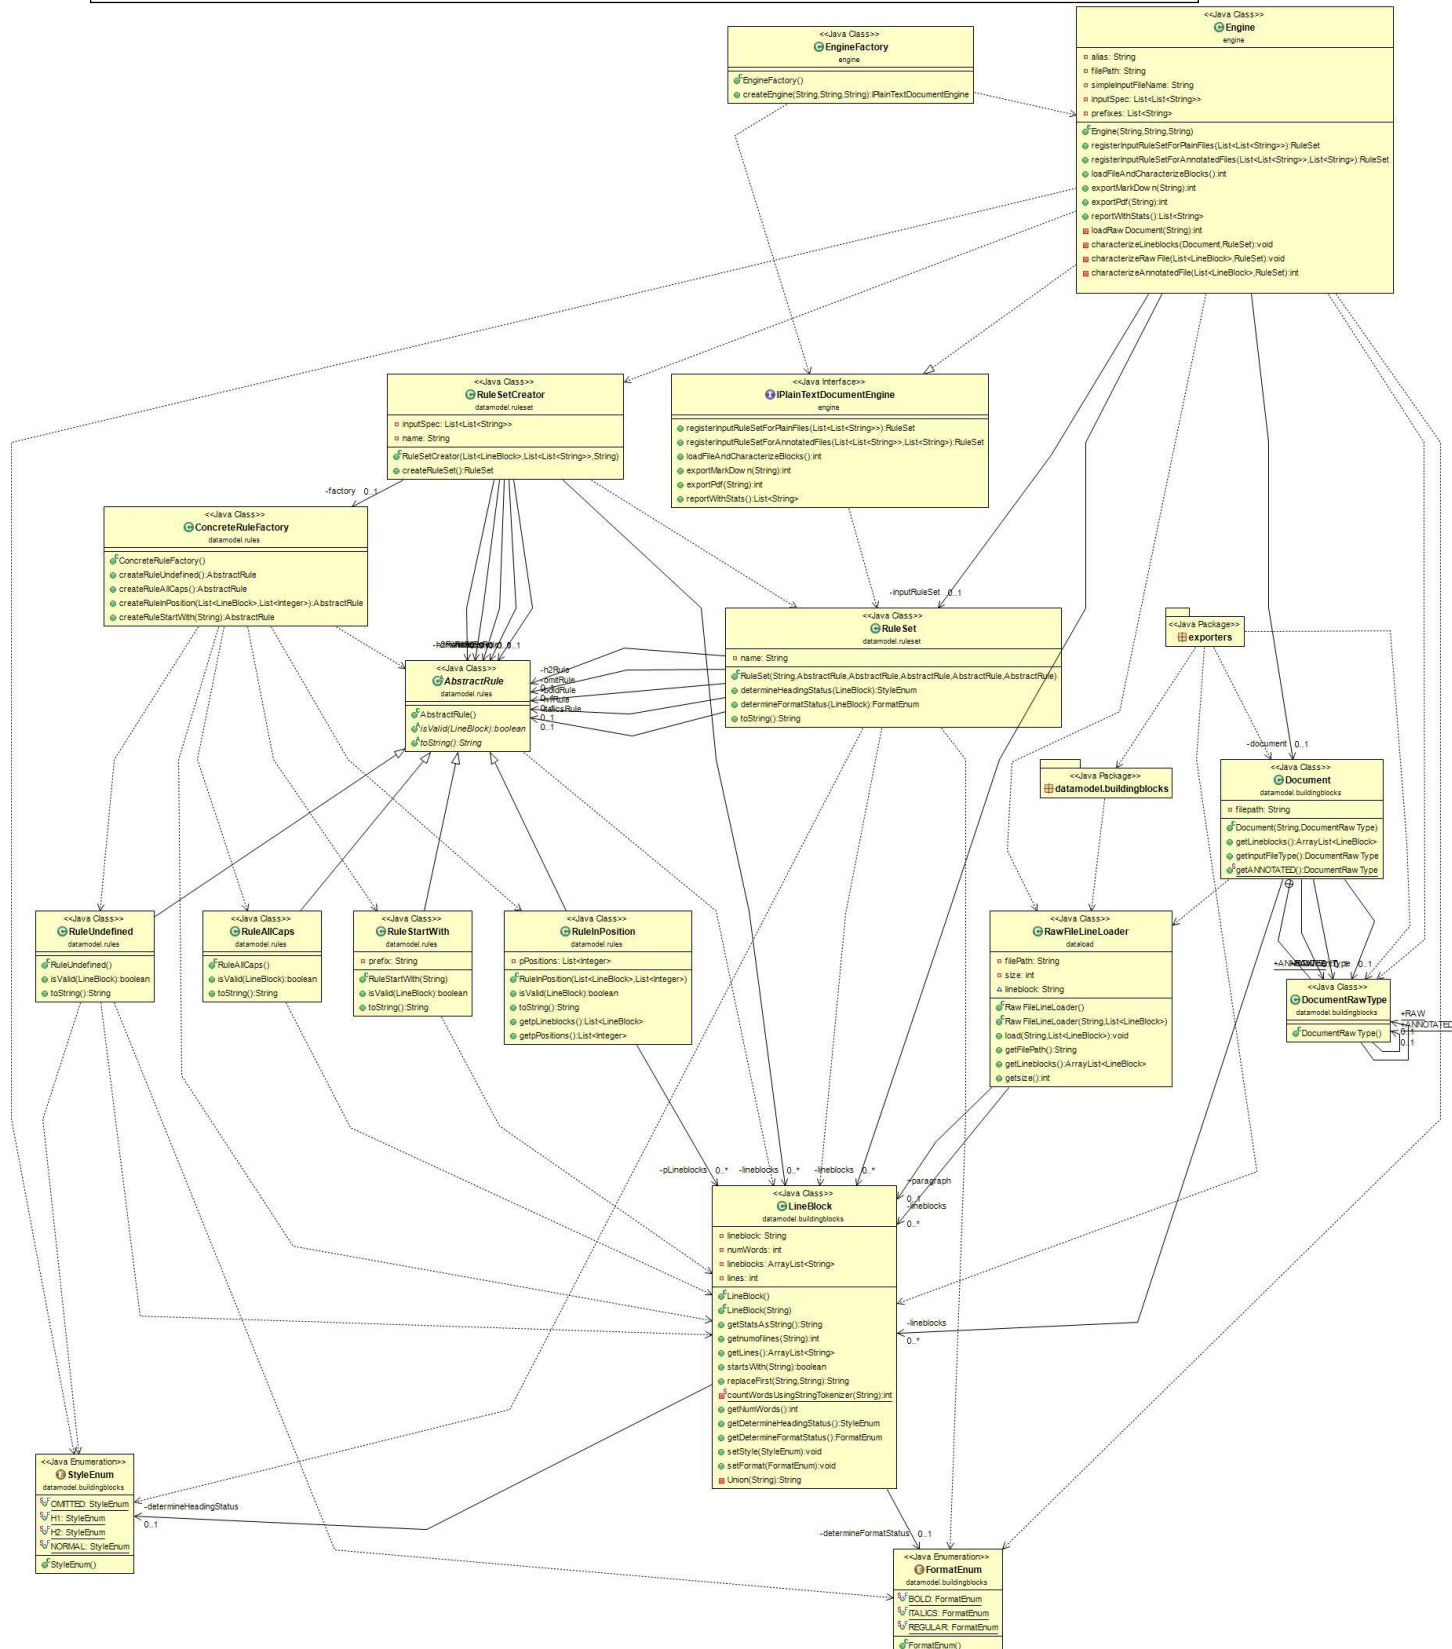 <<Java Class>>
EngineFactory
engine
EngineFactory()
createEngine(String,String,String):IPlainTextDocumentEngine
<<Java Class>>
Engine
engine
alias: String
filePath: String
simpleInputFileName: String
inputSpec: List<List<String>>
prefixes: List<String>
Engine(String,String,String)
registerInputRuleSetForPlainFiles(List<List<String>>):RuleSet
registerInputRuleSetForAnnotatedFiles(List<List<String>>,List<String>):RuleSet
loadFileAndCharacterizeBlocks():int
exportMarkDown(String):int
exportPdf(String):int
reportWithStats():List<String>
loadRawDocument(String):int
characterizeLineblocks(Document,RuleSet):void
characterizeRawFile(List<LineBlock>,RuleSet):void
characterizeAnnotatedFile(List<LineBlock>,RuleSet):int
<<Java Class>>
RuleSetCreator
datamodel.ruleset
inputSpec: List<List<String>>
name: String
RuleSetCreator(List<LineBlock>,List<List<String>>,String)
createRuleSet():RuleSet
<<Java Interface>>
IPlainTextDocumentEngine
engine
registerInputRuleSetForPlainFiles(List<List<String>>):RuleSet
registerInputRuleSetForAnnotatedFiles(List<List<String>>,List<String>):RuleSet
loadFileAndCharacterizeBlocks():int
exportMarkDown(String):int
exportPdf(String):int
reportWithStats():List<String>
-factory 0..1
<<Java Class>>
ConcreteRuleFactory
datamodel.rules
ConcreteRuleFactory()
createRuleUndefined():AbstractRule
createRuleAllCaps():AbstractRule
createRuleInPosition(List<LineBlock>,List<Integer>):AbstractRule
createRuleStartWith(String):AbstractRule
-inputRuleSet 0..1
<<Java Class>>
RuleSet
datamodel.ruleset
name: String
RuleSet(String,AbstractRule,AbstractRule,AbstractRule,AbstractRule,AbstractRule)
determineHeadingStatus(LineBlock):StyleEnum
determineFormatStatus(LineBlock):FormatEnum
toString():String
<<Java Package>>
exporters
<<Java Class>>
AbstractRule
datamodel.rules
AbstractRule()
isValid(LineBlock):boolean
toString():String
-h2Rule
-omitRule
0..1
0..1
<<Java Package>>
datamodel.buildingblocks
-document 0..1
<<Java Class>>
Document
datamodel.buildingblocks
filepath: String
Document(String,DocumentRawType)
getLineblocks():ArrayList<LineBlock>
getInputFileType():DocumentRawType
getANNOTATED():DocumentRawType
<<Java Class>>
RuleUndefined
datamodel.rules
RuleUndefined()
isValid(LineBlock):boolean
toString():String
<<Java Class>>
RuleAllCaps
datamodel.rules
RuleAllCaps()
isValid(LineBlock):boolean
toString():String
<<Java Class>>
RuleStartWith
datamodel.rules
prefix: String
RuleStartWith(String)
isValid(LineBlock):boolean
toString():String
<<Java Class>>
RuleInPosition
datamodel.rules
pPositions: List<Integer>
RuleInPosition(List<LineBlock>,List<Integer>)
isValid(LineBlock):boolean
toString():String
getpLineblocks():List<LineBlock>
getpPositions():List<Integer>
<<Java Class>>
RawFileLineLoader
dataload
filePath: String
size: int
lineblock: String
RawFileLineLoader()
RawFileLineLoader(String,List<LineBlock>)
load(String,List<LineBlock>):void
getFilePath():String
getLineblocks():ArrayList<LineBlock>
getsize():int
0..1
<<Java Class>>
DocumentRawType
datamodel.buildingblocks
DocumentRawType()
+RAW
+ANNOTATED
0..1
0..1
-pLineblocks 0..*
-lineblocks 0..*
-lineblocks 0..*
~paragraph
0..1
-lineblocks
0..*
<<Java Class>>
LineBlock
datamodel.buildingblocks
lineblock: String
numWords: int
lineblocks: ArrayList<String>
lines: int
LineBlock()
LineBlock(String)
getStatsAsString():String
getnumoflines(String):int
getLines():ArrayList<String>
startsWith(String):boolean
replaceFirst(String,String):String
countWordsUsingStringTokenizer(String):int
getNumWords():int
getDetermineHeadingStatus():StyleEnum
getDetermineFormatStatus():FormatEnum
setStyle(StyleEnum):void
setFormat(FormatEnum):void
Union(String):String
-lineblocks
0..*
<<Java Enumeration>>
StyleEnum
datamodel.buildingblocks
OMITTED: StyleEnum
H1: StyleEnum
H2: StyleEnum
NORMAL: StyleEnum
StyleEnum()
-determineHeadingStatus
0..1
-determineFormatStatus 0..1
<<Java Enumeration>>
FormatEnum
datamodel.buildingblocks
BOLD: FormatEnum
ITALICS: FormatEnum
REGULAR: FormatEnum
FormatEnum()